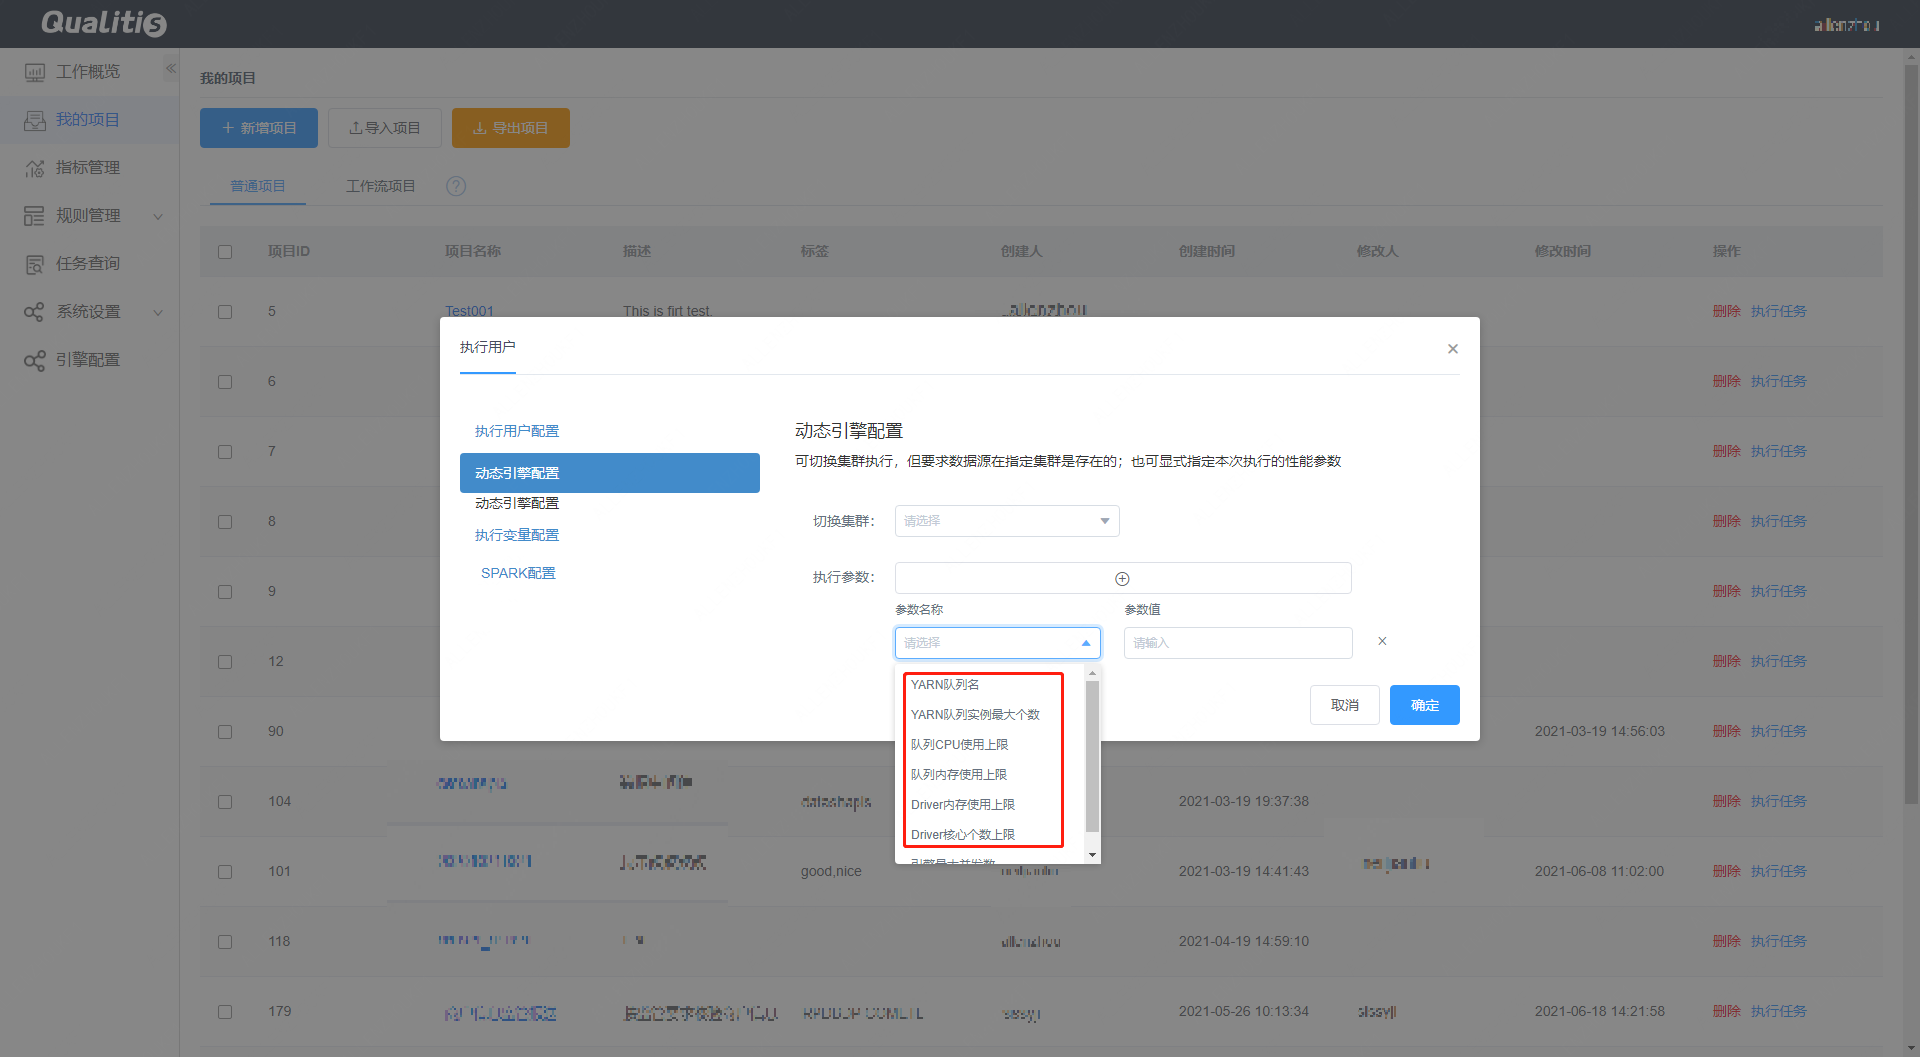 Qualitis
工作概览
我的项目
指标管理
规则管理
任务查询
系统设置
引擎配置
我的项目
+ 新增项目
导入项目
导出项目
普通项目
工作流项目
?
项目ID 项目名称 描述 标签 创建人 创建时间 修改人 修改时间 操作
5 Test001 This is firt test. 删除 执行任务
6 删除 执行任务
7 删除 执行任务
8 删除 执行任务
9 删除 执行任务
12 删除 执行任务
90 2021-03-19 14:56:03 删除 执行任务
104 2021-03-19 19:37:38 删除 执行任务
101 good,nice 2021-03-19 14:41:43 2021-06-08 11:02:00 删除 执行任务
118 2021-04-19 14:59:10 删除 执行任务
179 2021-05-26 10:13:34 2021-06-18 14:21:58 删除 执行任务
执行用户
执行用户配置
动态引擎配置
动态引擎配置
执行变量配置
SPARK配置
动态引擎配置
可切换集群执行，但要求数据源在指定集群是存在的；也可显式指定本次执行的性能参数
切换集群： 请选择
执行参数：
参数名称 参数值
请选择 请输入
YARN队列名
YARN队列实例最大个数
队列CPU使用上限
队列内存使用上限
Driver内存使用上限
Driver核心个数上限
引擎最大并发数
取消 确定